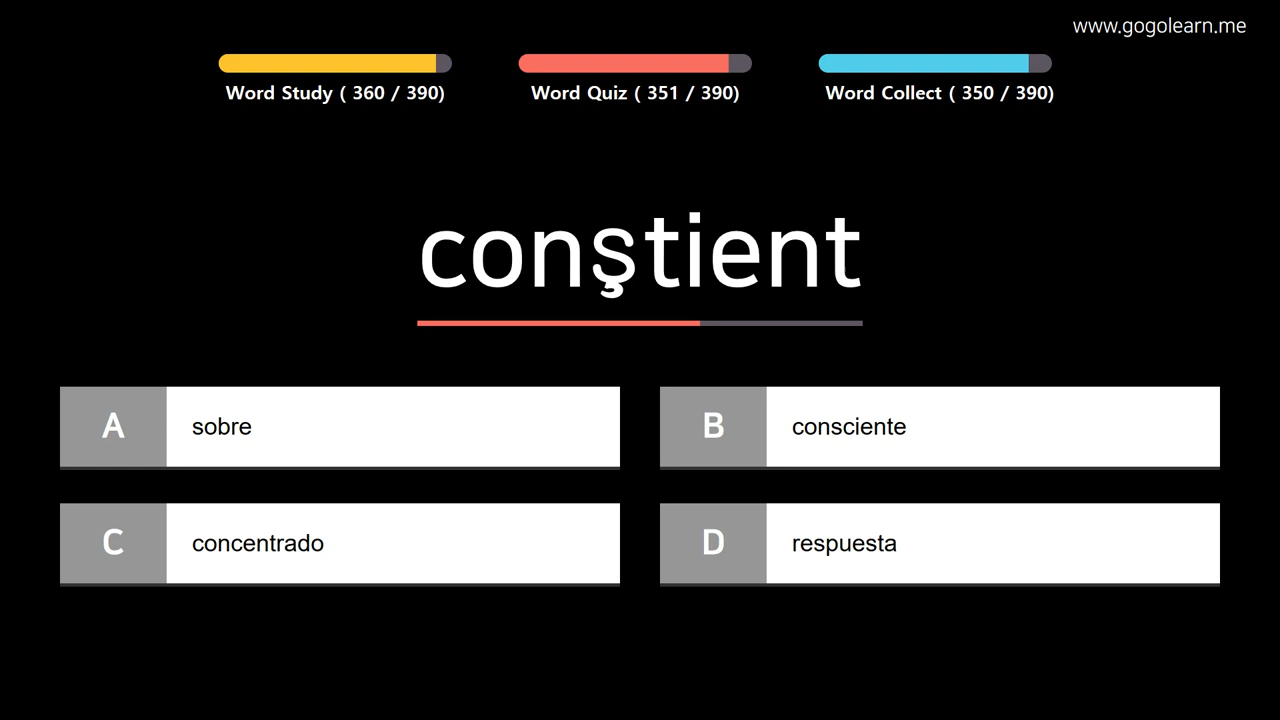 www.gogolearn.me
Word Study ( 360 / 390)
Word Quiz ( 351 / 390)
Word Collect ( 350 / 390)
conştient
A sobre
B consciente
C concentrado
D respuesta